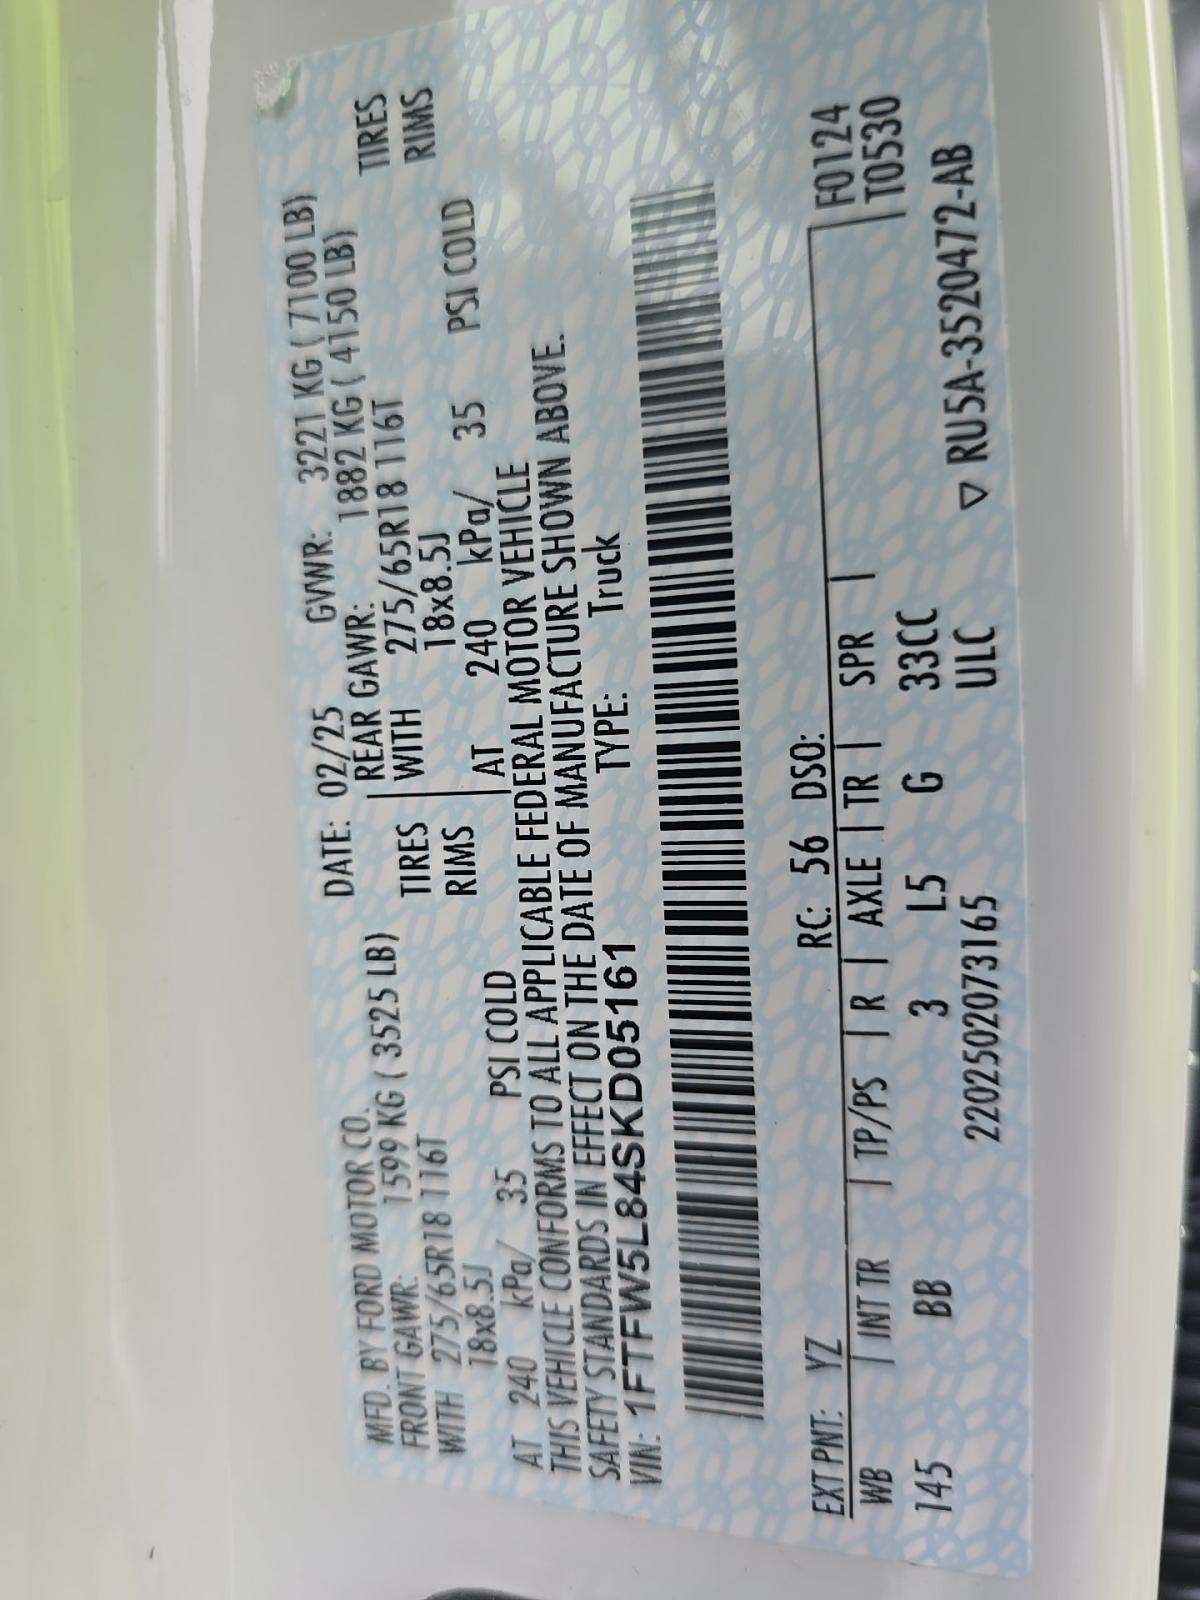 MFD. BY FORD MOTOR CO. DATE: 02/25 GVWR: 3221 KG ( 7100 LB)
FRONT GAWR: 1599 KG ( 3525 LB) REAR GAWR: 1882 KG ( 4150 LB)
WITH 275/65R18 116T TIRES WITH 275/65R18 116T TIRES
18x8.5J RIMS 18x8.5J RIMS
AT 240 kPa/ 35 PSI COLD AT 240 kPa/ 35 PSI COLD
THIS VEHICLE CONFORMS TO ALL APPLICABLE FEDERAL MOTOR VEHICLE
SAFETY STANDARDS IN EFFECT ON THE DATE OF MANUFACTURE SHOWN ABOVE.
VIN: 1FTFW5L84SKD05161 TYPE: Truck
EXT PNT: YZ RC: 56 DSO: F0124
WB | INT TR | TP/PS | R | AXLE | TR | SPR | T0530
145 BB 3 L5 G 33CC
2202502073165 ULC ▽ RU5A-3520472-AB